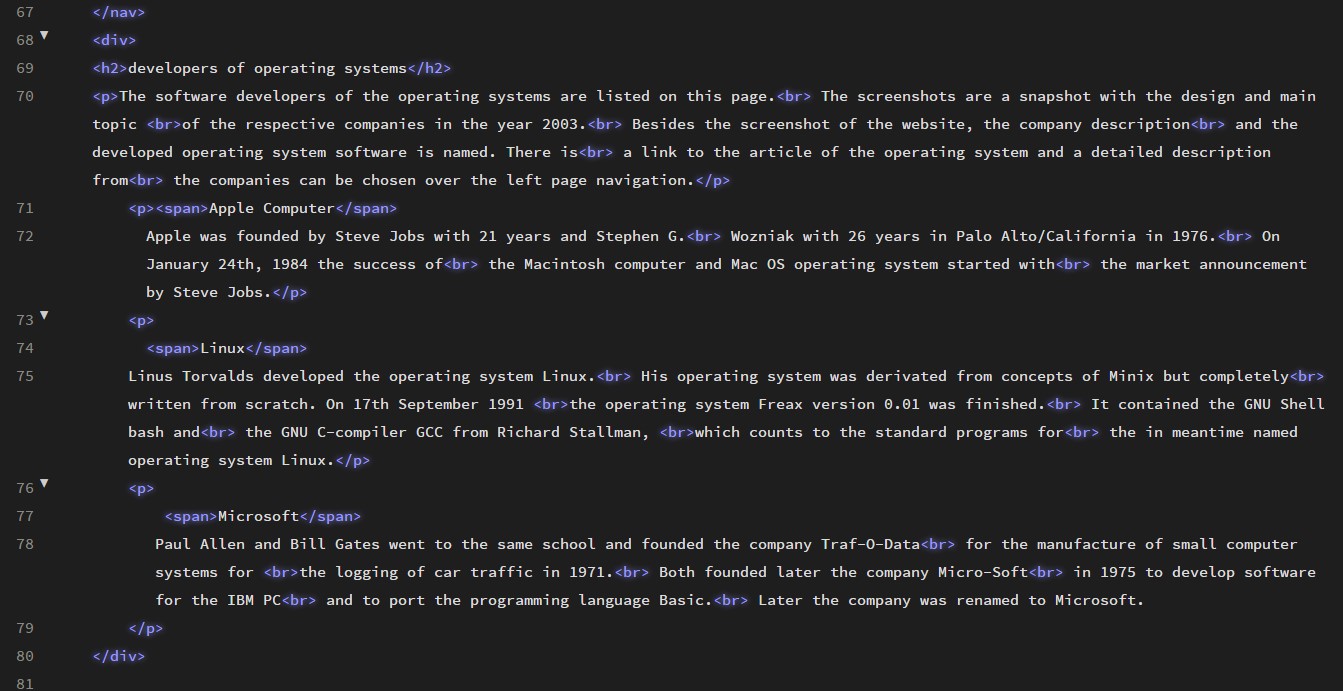 67 </nav>
68 ▼ <div>
69 <h2>developers of operating systems</h2>
70 <p>The software developers of the operating systems are listed on this page.<br> The screenshots are a snapshot with the design and main
topic <br>of the respective companies in the year 2003.<br> Besides the screenshot of the website, the company description<br> and the
developed operating system software is named. There is<br> a link to the article of the operating system and a detailed description
from<br> the companies can be chosen over the left page navigation.</p>
71 <p><span>Apple Computer</span>
72 Apple was founded by Steve Jobs with 21 years and Stephen G.<br> Wozniak with 26 years in Palo Alto/California in 1976.<br> On
January 24th, 1984 the success of<br> the Macintosh computer and Mac OS operating system started with<br> the market announcement
by Steve Jobs.</p>
73 ▼ <p>
74 <span>Linux</span>
75 Linus Torvalds developed the operating system Linux.<br> His operating system was derivated from concepts of Minix but completely<br>
written from scratch. On 17th September 1991 <br>the operating system Freax version 0.01 was finished.<br> It contained the GNU Shell
bash and<br> the GNU C-compiler GCC from Richard Stallman, <br>which counts to the standard programs for<br> the in meantime named
operating system Linux.</p>
76 ▼ <p>
77 <span>Microsoft</span>
78 Paul Allen and Bill Gates went to the same school and founded the company Traf-O-Data<br> for the manufacture of small computer
systems for <br>the logging of car traffic in 1971.<br> Both founded later the company Micro-Soft<br> in 1975 to develop software
for the IBM PC<br> and to port the programming language Basic.<br> Later the company was renamed to Microsoft.
79 </p>
80 </div>
81